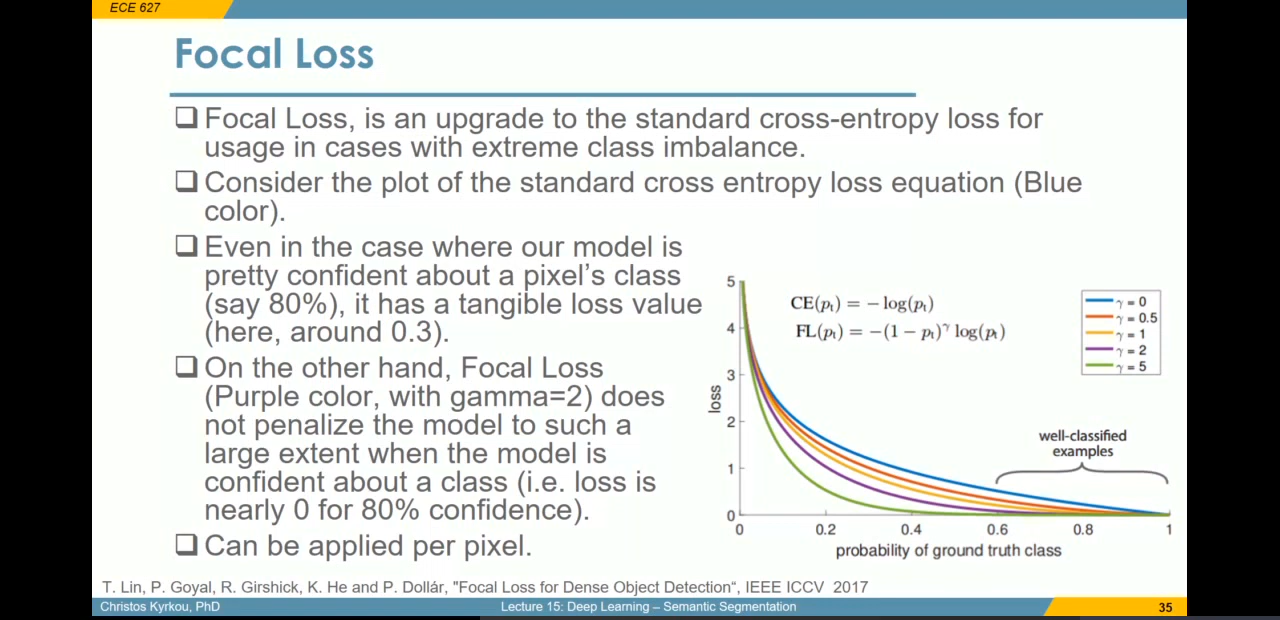 ECE 627
Focal Loss
❑ Focal Loss, is an upgrade to the standard cross-entropy loss for
usage in cases with extreme class imbalance.
❑ Consider the plot of the standard cross entropy loss equation (Blue
color).
❑ Even in the case where our model is
pretty confident about a pixel’s class
(say 80%), it has a tangible loss value
(here, around 0.3).
❑ On the other hand, Focal Loss
(Purple color, with gamma=2) does
not penalize the model to such a
large extent when the model is
confident about a class (i.e. loss is
nearly 0 for 80% confidence).
❑ Can be applied per pixel.
CE(pt) = − log(pt)
FL(pt) = −(1 − pt)^γ log(pt)
γ = 0
γ = 0.5
γ = 1
γ = 2
γ = 5
well-classified
examples
loss
5
4
3
2
1
0
0 0.2 0.4 0.6 0.8 1
probability of ground truth class
T. Lin, P. Goyal, R. Girshick, K. He and P. Dollár, "Focal Loss for Dense Object Detection“, IEEE ICCV 2017
Christos Kyrkou, PhD
Lecture 15: Deep Learning – Semantic Segmentation
35